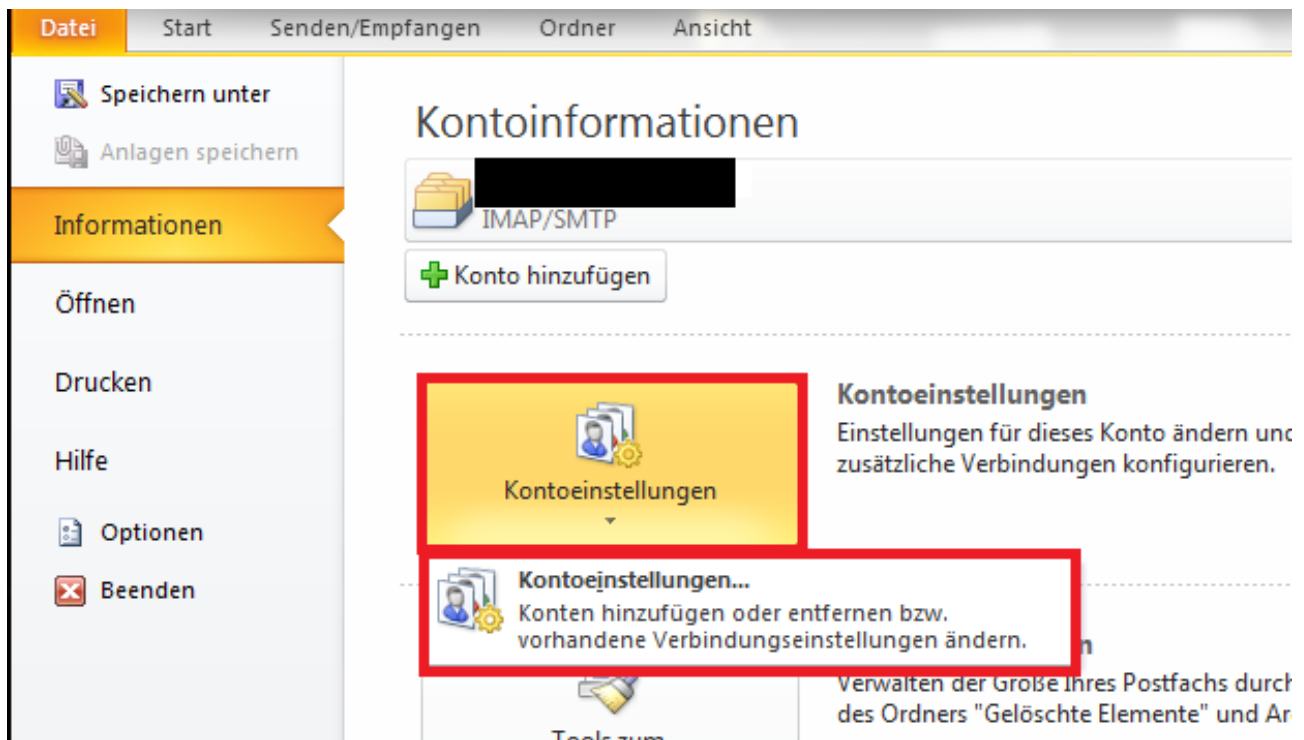 Datei Start Senden/Empfangen Ordner Ansicht
Speichern unter
Anlagen speichern
Informationen
Öffnen
Drucken
Hilfe
Optionen
Beenden
Kontoinformationen
IMAP/SMTP
Konto hinzufügen
Kontoeinstellungen
Kontoeinstellungen
Einstellungen für dieses Konto ändern und
zusätzliche Verbindungen konfigurieren.
Kontoeinstellungen...
Konten hinzufügen oder entfernen bzw.
vorhandene Verbindungseinstellungen ändern.
n
Verwalten der Größe Ihres Postfachs durch
des Ordners "Gelöschte Elemente" und Ar
Tools zum